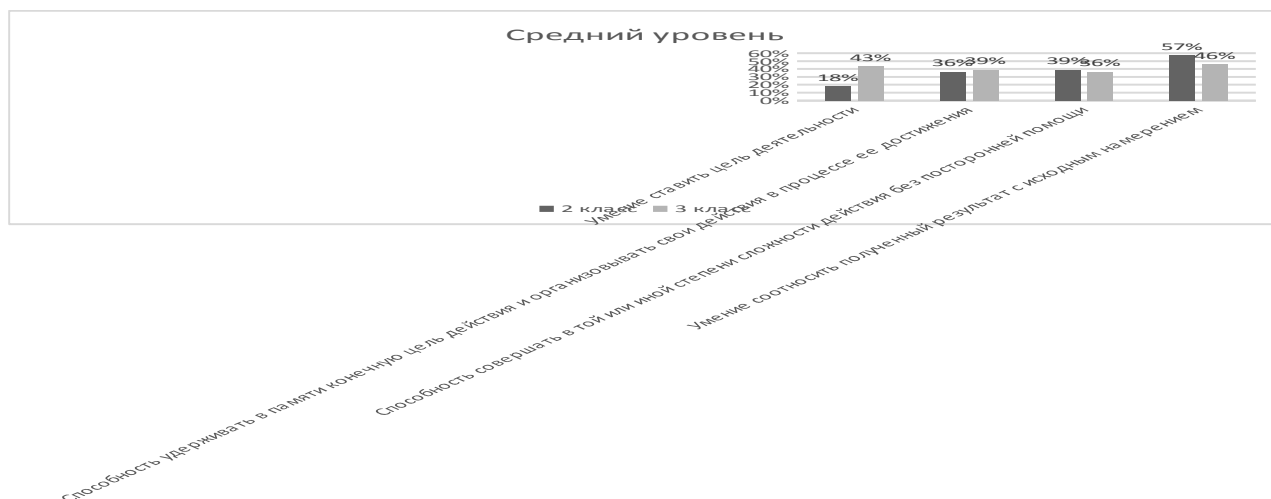 Средний уровень
60%
50%
40%
30%
20%
10%
0%
18%
43%
36%
39%
39%
36%
57%
46%
Умение ставить цель деятельности
Способность удерживать в памяти конечную цель действия и организовывать свои действия в процессе ее достижения
Способность совершать в той или иной степени сложности действия без посторонней помощи
Умение соотносить полученный результат с исходным намерением
2 класс
3 класс